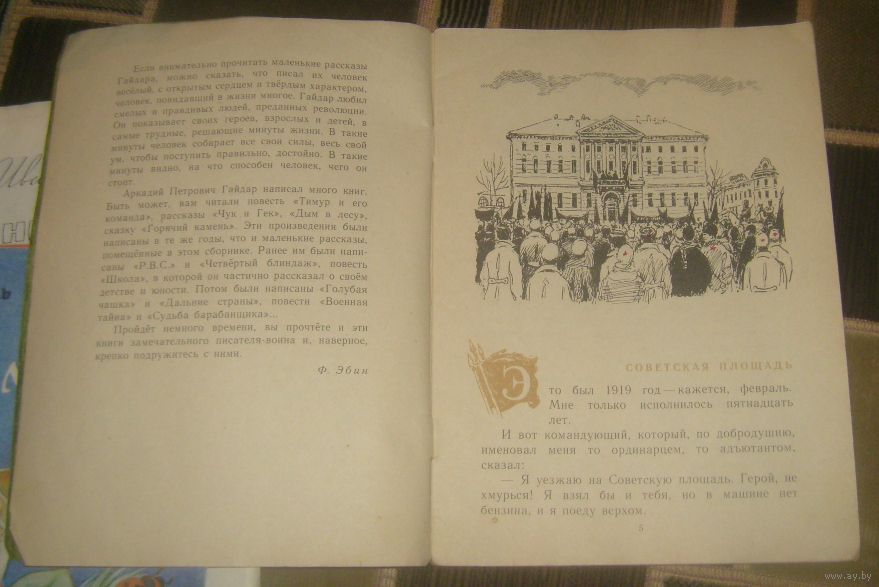 Если внимательно прочитать маленькие рассказы
Гайдара, можно сказать, что писал их человек
весёлый, с открытым сердцем и твёрдым характером,
человек, повидавший в жизни многое. Гайдар любил
смелых и правдивых людей, преданных революции.
Он показывает своих героев, взрослых и детей, в
самые трудные, решающие минуты жизни. В такие
минуты человек собирает все свои силы, весь свой
ум, чтобы поступить правильно, достойно. В такие
минуты видно, на что способен человек, чего он
стоит.
Аркадий Петрович Гайдар написал много книг.
Быть может, вам читали повесть «Тимур и его
команда», рассказы «Чук и Гек», «Дым в лесу»,
сказку «Горячий камень». Эти произведения были
написаны в те же годы, что и маленькие рассказы,
помещённые в этом сборнике. Ранее им были напи-
саны «Р.В.С.» и «Четвёртый блиндаж», повесть
«Школа», в которой он частично рассказал о своём
детстве и юности. Потом были написаны «Голубая
чашка» и «Дальние страны», повести «Военная
тайна» и «Судьба барабанщика»...
Пройдёт немного времени, вы прочтёте и эти
книги замечательного писателя-воина и, наверное,
крепко подружитесь с ними.
Ф. Эбин
СОВЕТСКАЯ ПЛОЩАДЬ
Это был 1919 год — кажется, февраль.
Мне только исполнилось пятнадцать
лет.
И вот командующий, который, по добродушию,
именовал меня то ординарцем, то адъютантом,
сказал:
— Я уезжаю на Советскую площадь. Герой, не
хмурься! Я взял бы и тебя, но в машине нет
бензина, и я поеду верхом.
5
www.ay.by